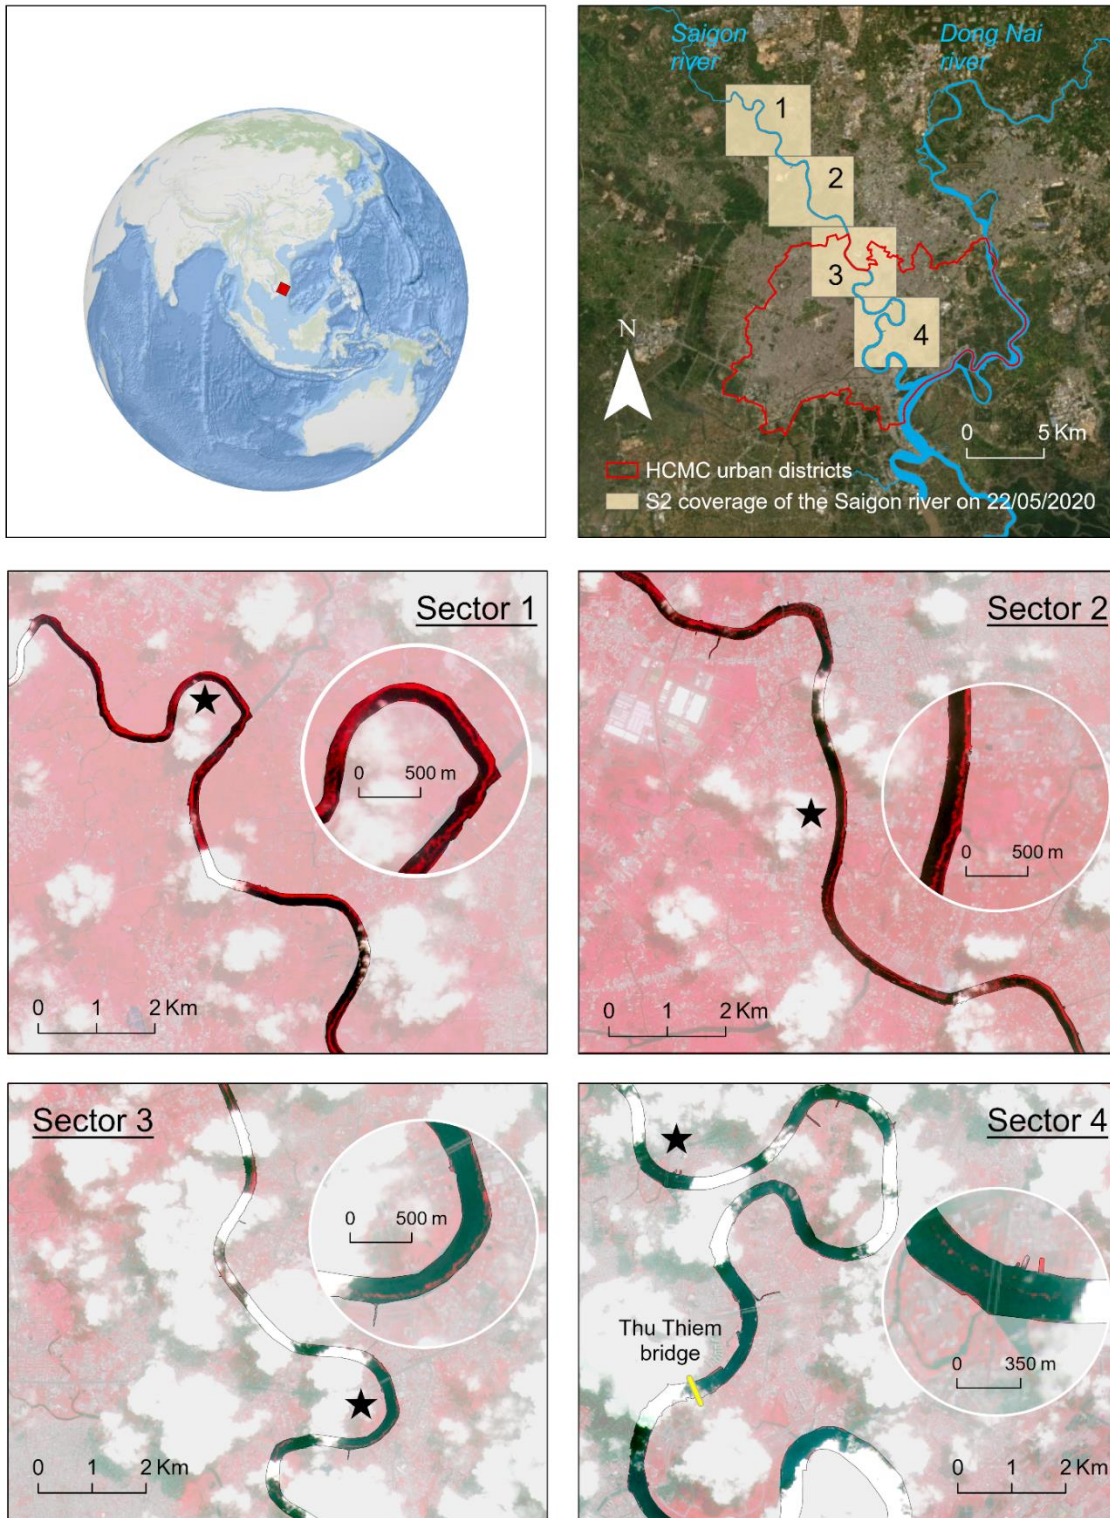 Saigon
river
Dong Nai
river
1
2
3
4
N
0 5 Km
HCMC urban districts
S2 coverage of the Saigon river on 22/05/2020
Sector 1
0 500 m
0 1 2 Km
Sector 2
0 500 m
0 1 2 Km
Sector 3
0 500 m
0 1 2 Km
Sector 4
Thu Thiem
bridge
0 350 m
0 1 2 Km